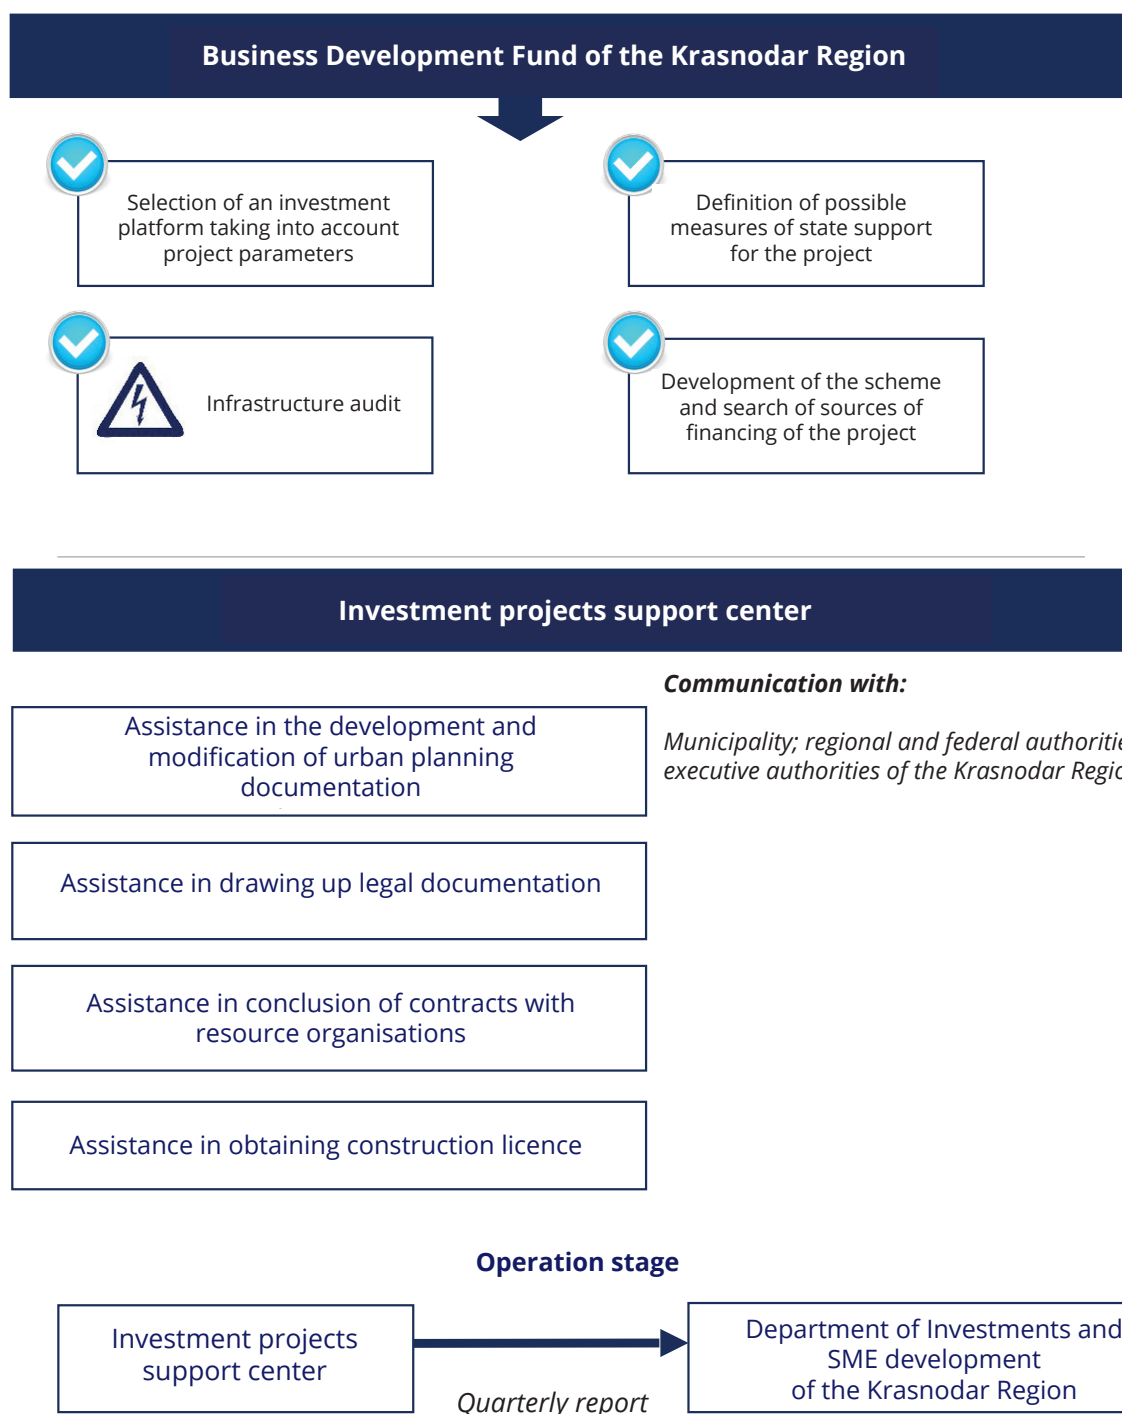 Business Development Fund of the Krasnodar Region
Selection of an investment
platform taking into account
project parameters
Definition of possible
measures of state support
for the project
Infrastructure audit
Development of the scheme
and search of sources of
financing of the project
Investment projects support center
Communication with:
Municipality; regional and federal authoritie
executive authorities of the Krasnodar Regio
Assistance in the development and
modification of urban planning
documentation
Assistance in drawing up legal documentation
Assistance in conclusion of contracts with
resource organisations
Assistance in obtaining construction licence
Operation stage
Investment projects
support center
Quarterly report
Department of Investments and
SME development
of the Krasnodar Region